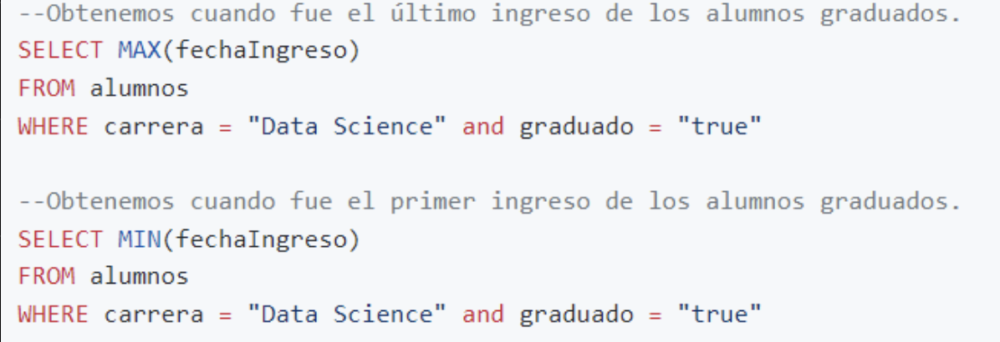 --Obtenemos cuando fue el último ingreso de los alumnos graduados.
SELECT MAX(fechaIngreso)
FROM alumnos
WHERE carrera = "Data Science" and graduado = "true"
--Obtenemos cuando fue el primer ingreso de los alumnos graduados.
SELECT MIN(fechaIngreso)
FROM alumnos
WHERE carrera = "Data Science" and graduado = "true"